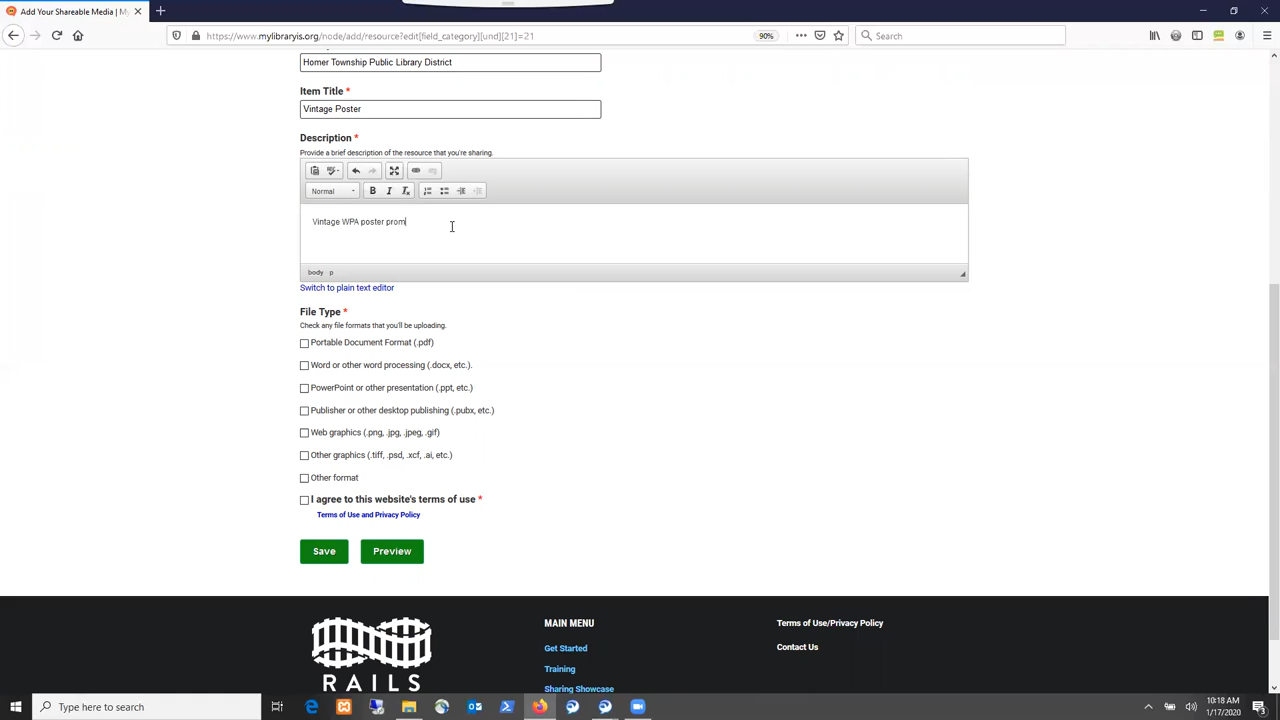 Add Your Shareable Media | My
https://www.mylibraryis.org/node/add/resource?edit[field_category][und][21]=21
90%
Search
Homer Township Public Library District
Item Title *
Vintage Poster
Description *
Provide a brief description of the resource that you're sharing.
Normal
B I Tx
Vintage WPA poster prom
body p
Switch to plain text editor
File Type *
Check any file formats that you'll be uploading.
Portable Document Format (.pdf)
Word or other word processing (.docx, etc.).
PowerPoint or other presentation (.ppt, etc.)
Publisher or other desktop publishing (.pubx, etc.)
Web graphics (.png, .jpg, .jpeg, .gif)
Other graphics (.tiff, .psd, .xcf, .ai, etc.)
Other format
I agree to this website's terms of use *
Terms of Use and Privacy Policy
Save
Preview
RAILS
MAIN MENU
Get Started
Training
Sharing Showcase
Terms of Use/Privacy Policy
Contact Us
Type here to search
10:18 AM
1/17/2020